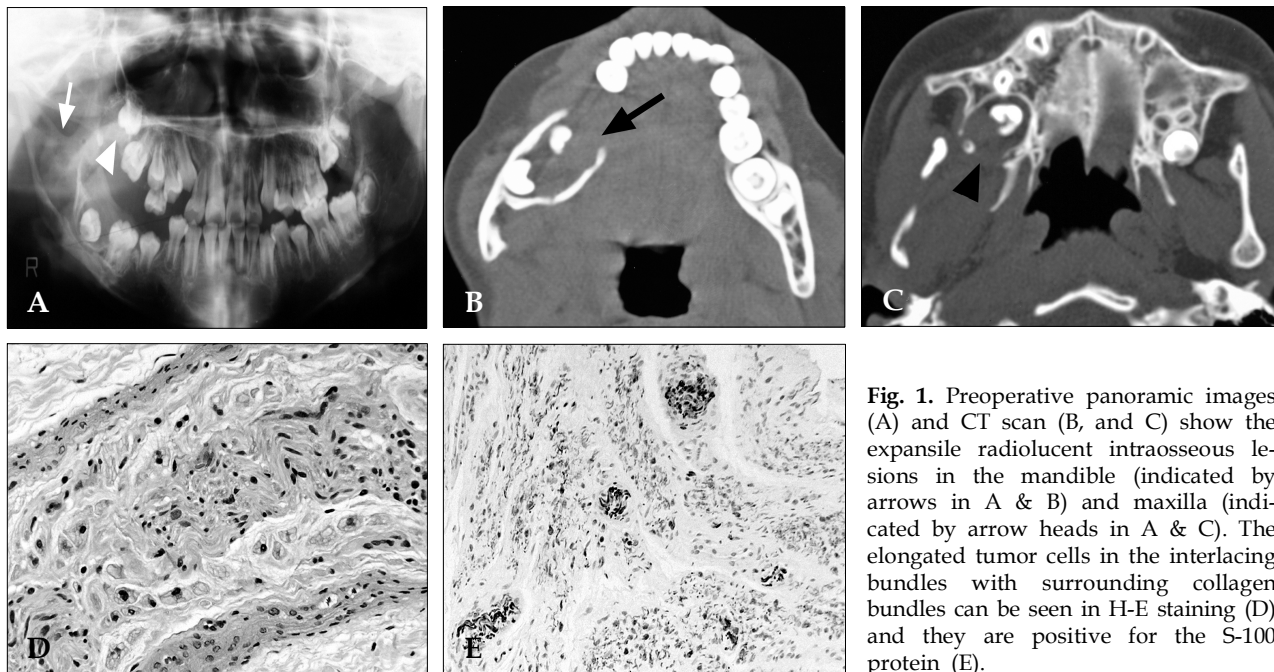 A
R
B
C
D
E
Fig. 1. Preoperative panoramic images
(A) and CT scan (B, and C) show the
expansile radiolucent intraosseous le-
sions in the mandible (indicated by
arrows in A & B) and maxilla (indi-
cated by arrow heads in A & C). The
elongated tumor cells in the interlacing
bundles with surrounding collagen
bundles can be seen in H-E staining (D)
and they are positive for the S-100
protein (E).